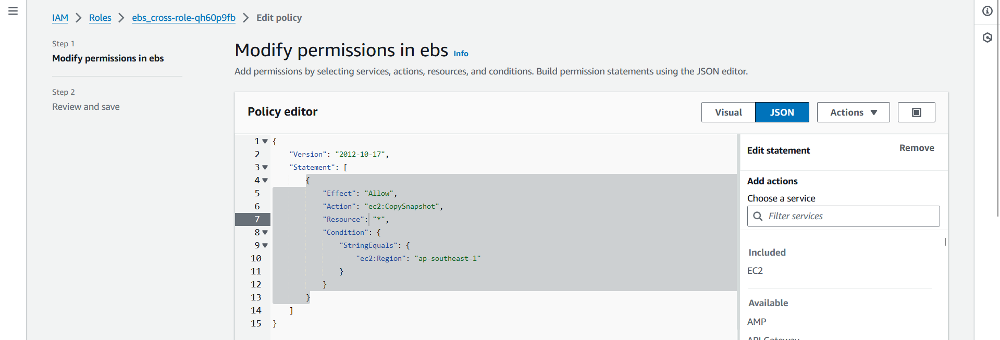 IAM > Roles > ebs_cross-role-qh60p9fb > Edit policy
Step 1
Modify permissions in ebs
Step 2
Review and save
Modify permissions in ebs Info
Add permissions by selecting services, actions, resources, and conditions. Build permission statements using the JSON editor.
Policy editor
Visual JSON Actions
1 {
2 "Version": "2012-10-17",
3 "Statement": [
4 {
5 "Effect": "Allow",
6 "Action": "ec2:CopySnapshot",
7 "Resource": "*",
8 "Condition": {
9 "StringEquals": {
10 "ec2:Region": "ap-southeast-1"
11 }
12 }
13 }
14 ]
15 }
Edit statement Remove
Add actions
Choose a service
Filter services
Included
EC2
Available
AMP
API Gateway